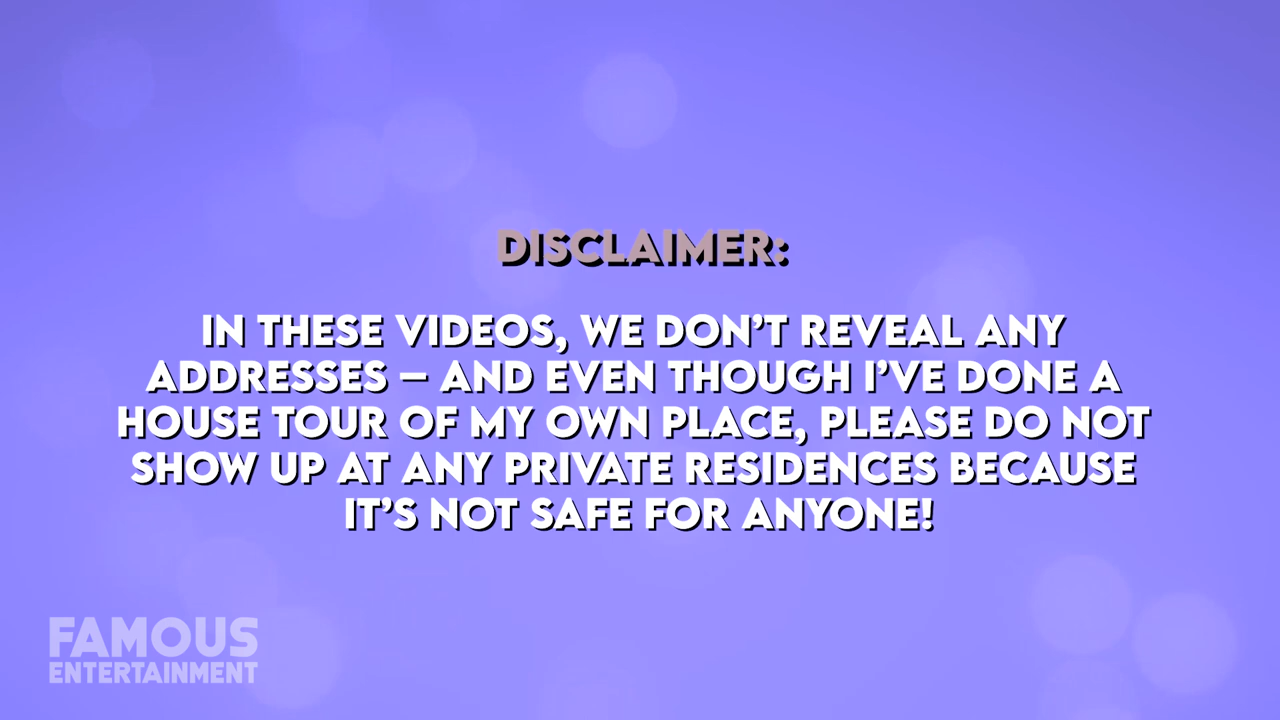 DISCLAIMER:
IN THESE VIDEOS, WE DON'T REVEAL ANY
ADDRESSES – AND EVEN THOUGH I'VE DONE A
HOUSE TOUR OF MY OWN PLACE, PLEASE DO NOT
SHOW UP AT ANY PRIVATE RESIDENCES BECAUSE
IT'S NOT SAFE FOR ANYONE!
FAMOUS
ENTERTAINMENT